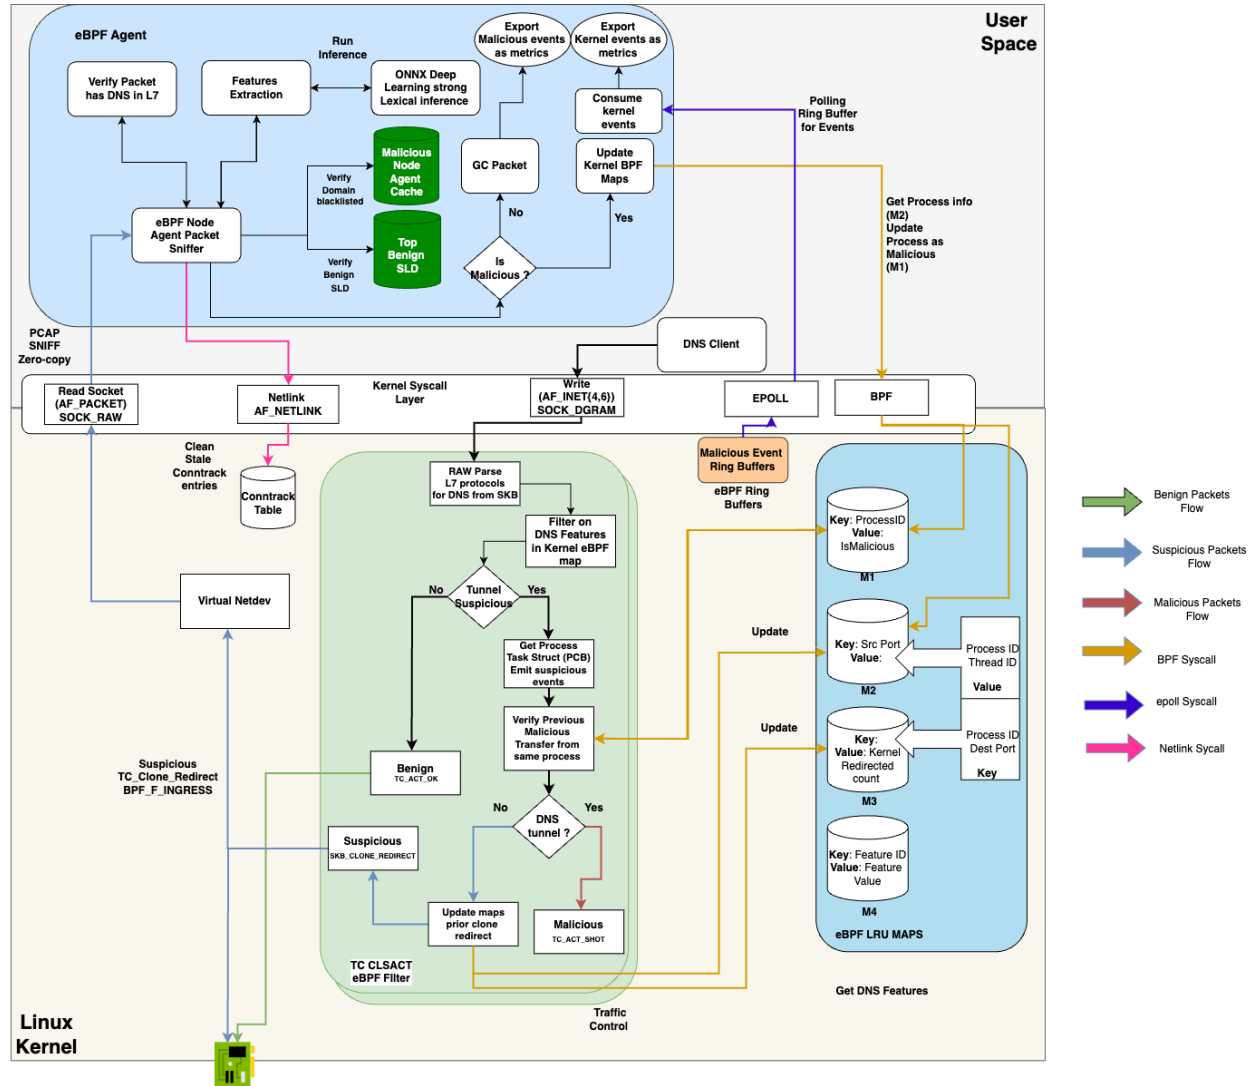 User
Space
eBPF Agent
Export
Malicious events
as metrics
Export
Kernel events as
metrics
Run
Inference
Verify Packet
has DNS in L7
Features
Extraction
ONNX Deep
Learning strong
Lexical inference
Consume
kernel
events
Polling
Ring Buffer
for Events
Malicious
Node
Agent
Cache
GC Packet
Update
Kernel BPF
Maps
Verify
Domain
blacklisted
eBPF Node
Agent Packet
Sniffer
No
Yes
Get Process info
(M2)
Update
Process as
Malicious
(M1)
Top
Benign
SLD
Verify
Benign
SLD
Is
Malicious ?
PCAP
SNIFF
Zero-copy
DNS Client
Kernel Syscall
Layer
Read Socket
(AF_PACKET)
SOCK_RAW
Netlink
AF_NETLINK
Write
(AF_INET{4,6})
SOCK_DGRAM
EPOLL
BPF
Clean
Stale
Conntrack
entries
Conntrack
Table
RAW Parse
L7 protocols
for DNS from SKB
Malicious Event
Ring Buffers
eBPF Ring
Buffers
Filter on
DNS Features
in Kernel eBPF
map
Key: ProcessID
Value:
IsMalicious
M1
No
Tunnel
Suspicious
Yes
Virtual Netdev
Get Process
Task Struct (PCB)
Emit suspicious
events
Update
Key: Src Port
Value:
M2
Process ID
Thread ID
Value
Verify Previous
Malicious
Transfer from
same process
Update
Key:
Value: Kernel
Redirected
count
M3
Process ID
Dest Port
Key
Benign
TC_ACT_OK
Suspicious
TC_Clone_Redirect
BPF_F_INGRESS
No
Yes
DNS
tunnel ?
Suspicious
SKB_CLONE_REDIRECT
Key: Feature ID
Value: Feature
Value
M4
Update maps
prior clone
redirect
Malicious
TC_ACT_SHOT
eBPF LRU MAPS
TC CLSACT
eBPF FIlter
Get DNS Features
Traffic
Control
Linux
Kernel
Benign Packets
Flow
Suspicious Packets
Flow
Malicious Packets
Flow
BPF Syscall
epoll Syscall
Netlink Sycall